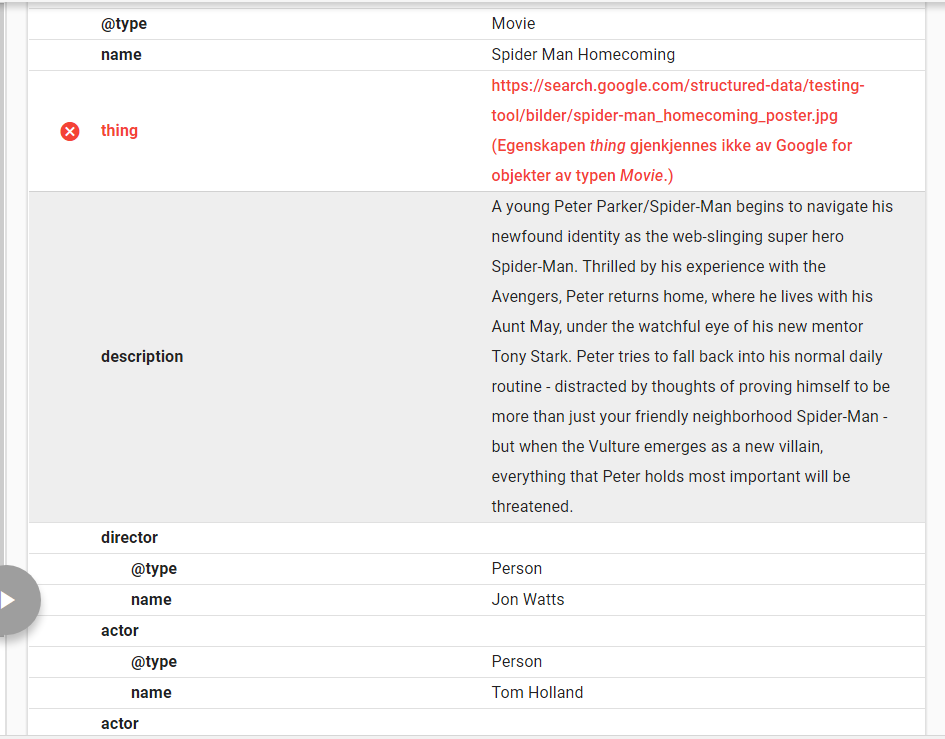 @type Movie
name Spider Man Homecoming
https://search.google.com/structured-data/testing-
tool/bilder/spider-man_homecoming_poster.jpg
thing
(Egenskapen thing gjenkjennes ikke av Google for
objekter av typen Movie.)
A young Peter Parker/Spider-Man begins to navigate his
newfound identity as the web-slinging super hero
Spider-Man. Thrilled by his experience with the
Avengers, Peter returns home, where he lives with his
Aunt May, under the watchful eye of his new mentor
description Tony Stark. Peter tries to fall back into his normal daily
routine - distracted by thoughts of proving himself to be
more than just your friendly neighborhood Spider-Man -
but when the Vulture emerges as a new villain,
everything that Peter holds most important will be
threatened.
director
@type Person
name Jon Watts
actor
@type Person
name Tom Holland
actor